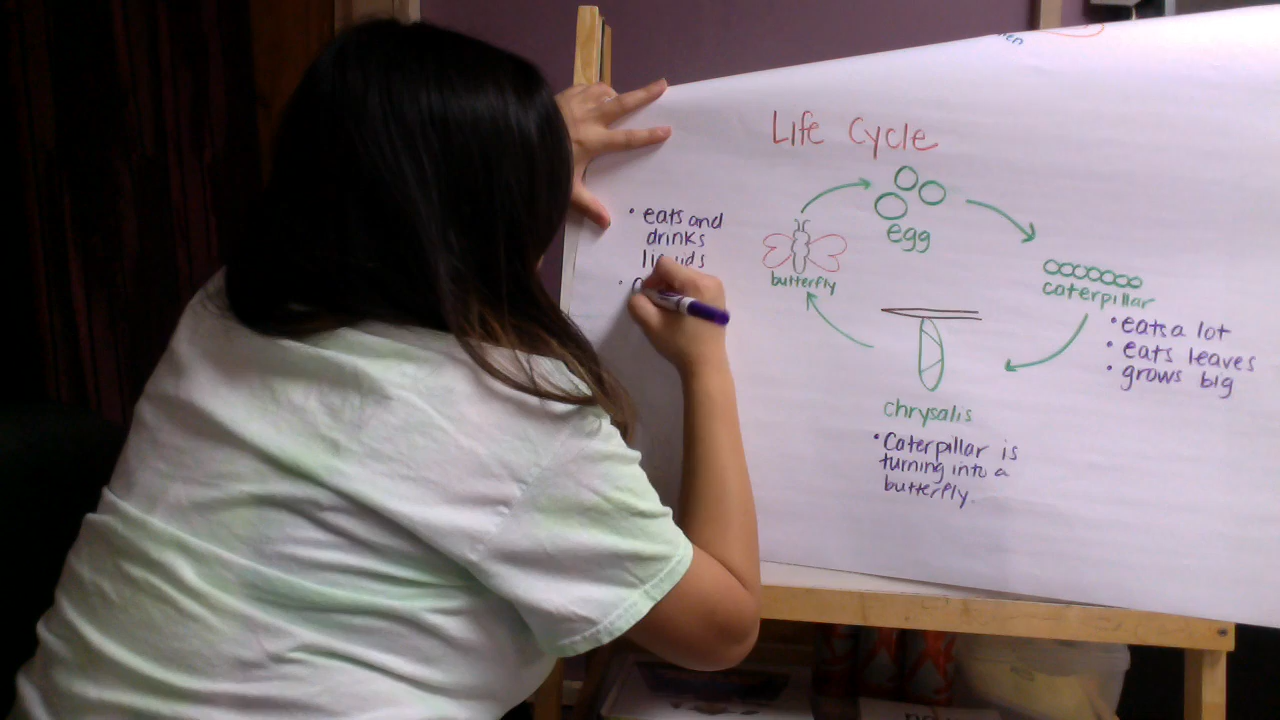 Life Cycle
egg
caterpillar
• eats a lot
• eats leaves
• grows big
chrysalis
• Caterpillar is
turning into a
butterfly.
butterfly
• eats and
drinks
liquids
•